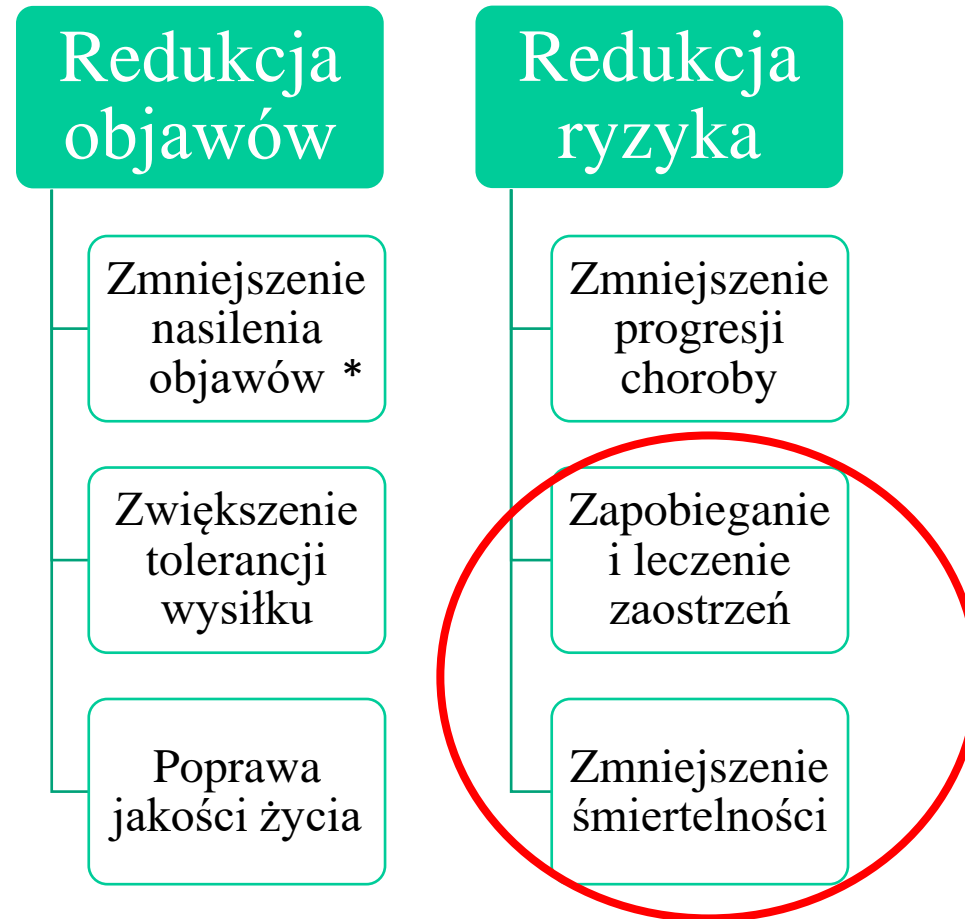 Redukcja
objawów
Zmniejszenie
nasilenia
objawów *
Zwiększenie
tolerancji
wysiłku
Poprawa
jakości życia
Redukcja
ryzyka
Zmniejszenie
progresji
choroby
Zapobieganie
i leczenie
zaostrzeń
Zmniejszenie
śmiertelności